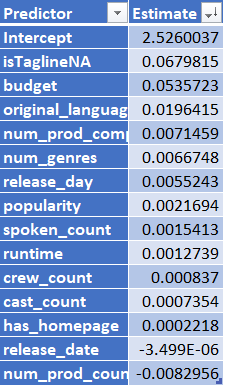 Predictor Estimate
Intercept 2.5260037
isTaglineNA 0.0679815
budget 0.0535723
original_languag 0.0196415
num_prod_comp 0.0071459
num_genres 0.0066748
release_day 0.0055243
popularity 0.0021694
spoken_count 0.0015413
runtime 0.0012739
crew_count 0.000837
cast_count 0.0007354
has_homepage 0.0002218
release_date -3.499E-06
num_prod_coun -0.0082956